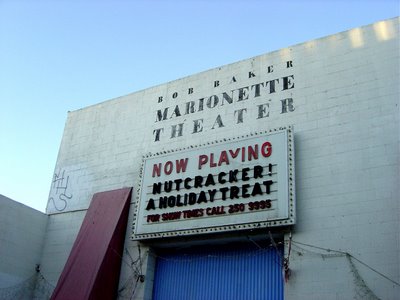 BOB BAKER
MARIONETTE
THEATER
NOW PLAYING
NUTCRACKER!
A HOLIDAY TREAT
FOR SHOW TIMES CALL 250 9995